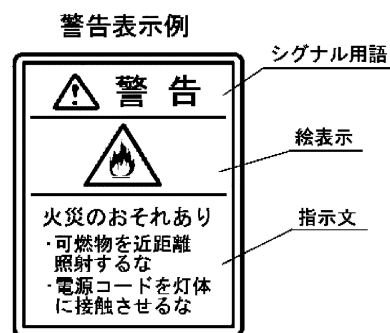 警告表示例
シグナル用語
警告
絵表示
火災のおそれあり
指示文
・可燃物を近距離
照射するな
・電源コードを灯体
に接触させるな